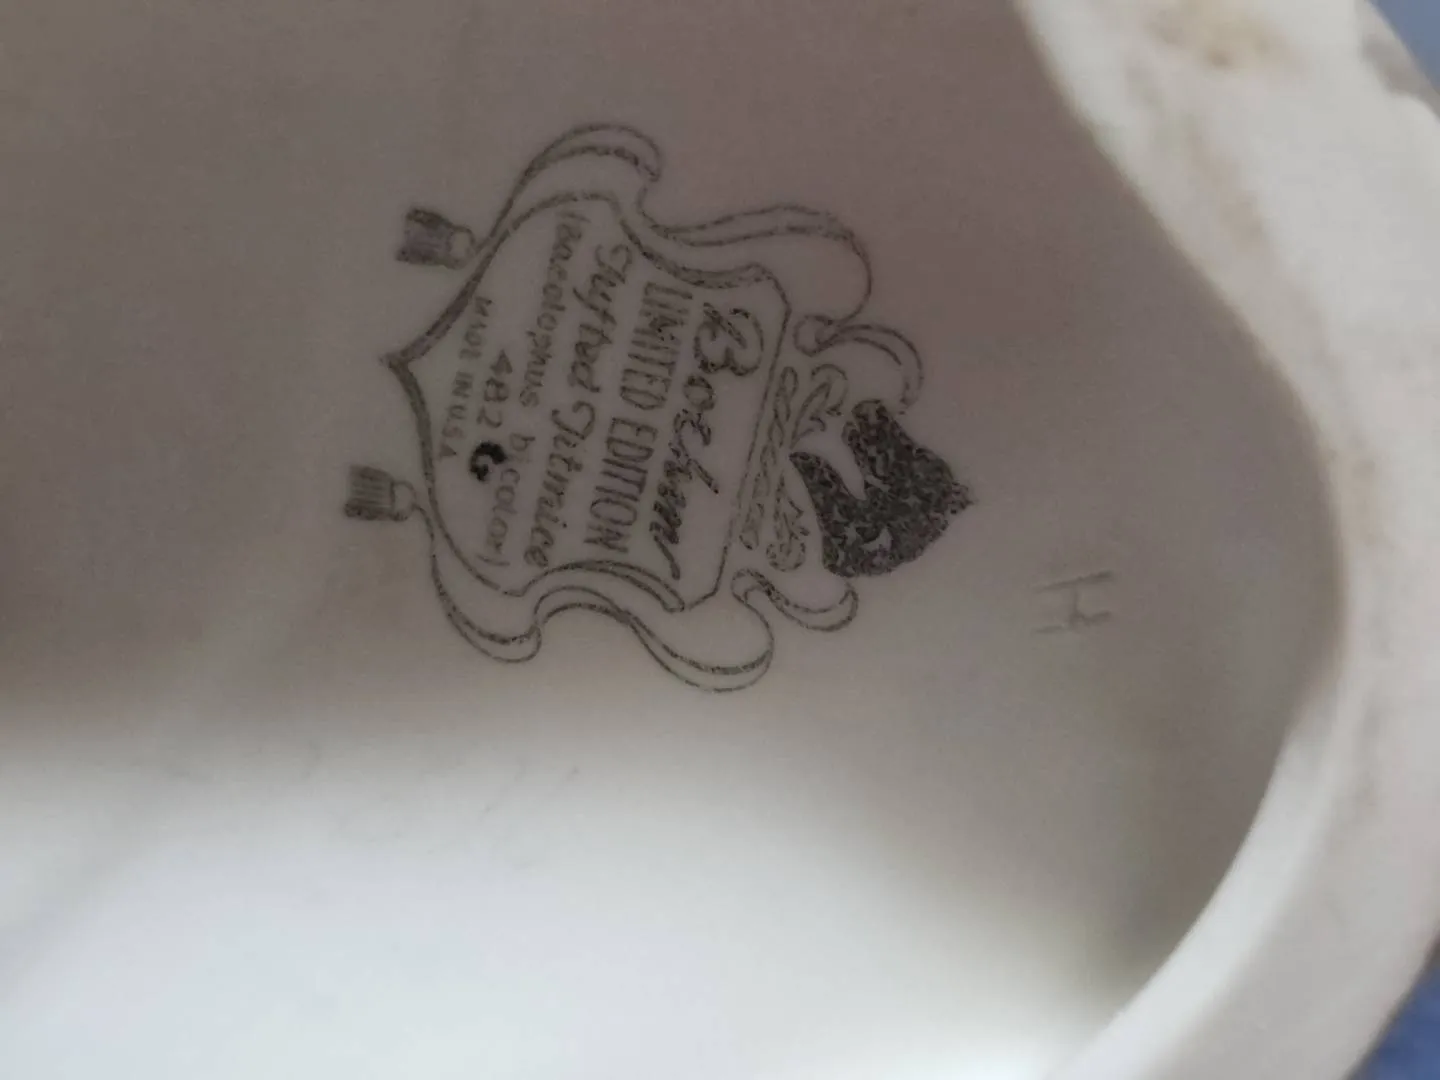 Boehm
LIMITED EDITION
Tufted Titmice
(baeolophus bicolor)
482 G
MADE IN U.S.A
H